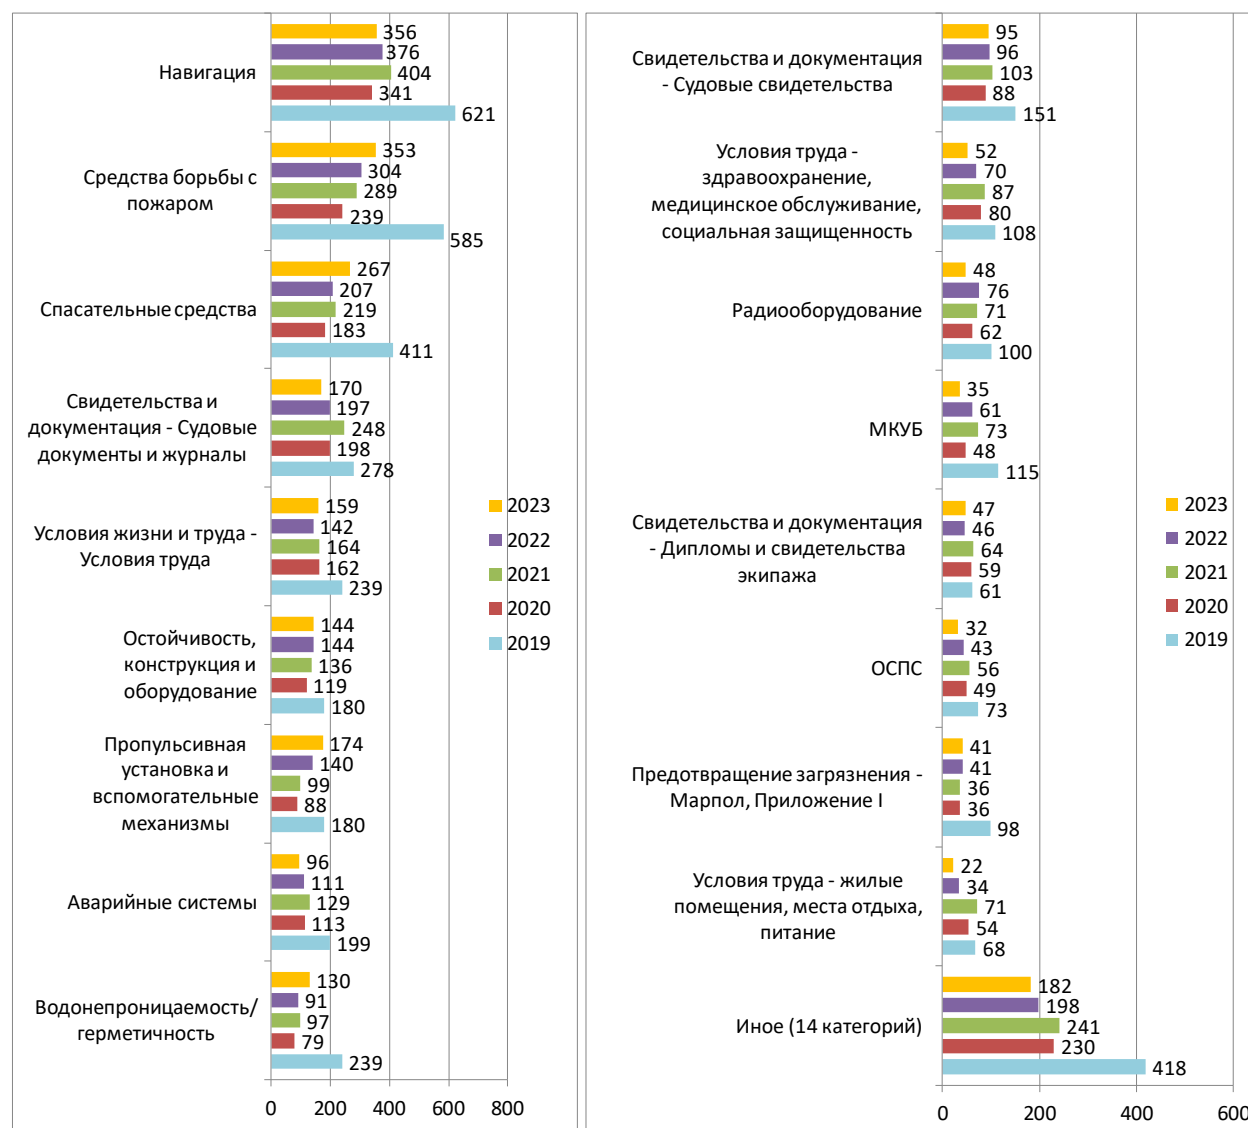 356
376
Навигация
404
341
621
353
Средства борьбы с
304
пожаром
289
239
585
267
207
Спасательные средства
219
183
411
170
Свидетельства и
197
документация - Судовые
248
документы и журналы
198
278
159
Условия жизни и труда -
142
Условия труда
164
162
239
144
Остойчивость,
144
конструкция и
136
оборудование
119
180
Пропульсивная
174
установка и
140
вспомогательные
99
механизмы
88
180
96
111
Аварийные системы
129
113
199
130
Водонепроницаемость/
91
герметичность
97
79
239
2023
2022
2021
2020
2019
0 200 400 600 800
95
Свидетельства и документация
96
- Судовые свидетельства
103
88
151
Условия труда -
52
здравоохранение,
70
медицинское обслуживание,
87
социальная защищенность
80
108
48
76
Радиооборудование
71
62
100
35
61
МКУБ
73
48
115
47
Свидетельства и документация
46
- Дипломы и свидетельства
64
экипажа
59
61
32
43
ОСПС
56
49
73
41
Предотвращение загрязнения -
41
Марпол, Приложение I
36
36
98
22
Условия труда - жилые
34
помещения, места отдыха,
71
питание
54
68
182
198
Иное (14 категорий)
241
230
418
2023
2022
2021
2020
2019
0 200 400 600